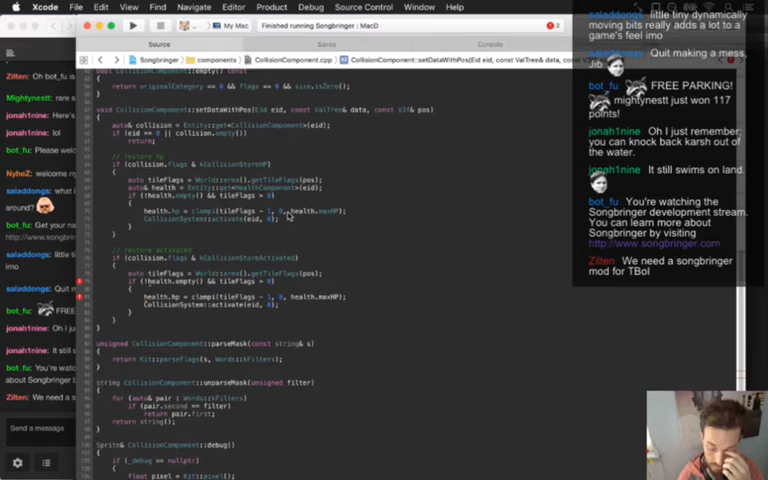 Xcode File Edit View Find Navigate Editor Product Debug Source Control Window Help
My Mac
Finished running Songbringer : MacD
2
Source
Saves
Console
Songbringer
components
CollisionComponent.cpp
CollisionComponent::setDataWithPos(Eid eid, const ValTree& data, const V3f&
bool CollisionComponent::empty() const
return originalCategory == 0 && flags == 0 && size.isZero();
}
void CollisionComponent::setDataWithPos(Eid eid, const ValTree& data, const V3f& pos)
{
auto& collision = Entity::get<CollisionComponent>(eid);
if (eid == 0 || collision.empty())
return;
// restore hp
if (collision.flags & kCollisionStoreHP)
{
auto tileFlags = World::area().getTileFlags(pos);
auto& health = Entity::get<HealthComponent>(eid);
if (!health.empty() && tileFlags > 0)
{
health.hp = clampi(tileFlags - 1, 0, health.maxHP);
CollisionSystem::activate(eid, 0);
}
}
// restore activated
if (collision.flags & kCollisionStoreActivated)
{
auto tileFlags = World::area().getTileFlags(pos);
if (!health.empty() && tileFlags > 0)
{
health.hp = clampi(tileFlags - 1, 0, health.maxHP);
CollisionSystem::activate(eid, 0);
}
}
}
unsigned CollisionComponent::parseMask(const string& s)
{
return Kit::parseFlags(s, Words::kFilters);
}
string CollisionComponent::unparseMask(unsigned filter)
{
for (auto& pair : Words::kFilters)
if (pair.second == filter)
return pair.first;
return string();
}
Sprite& CollisionComponent::debug()
{
if (_debug == nullptr)
{
float pixel = Kit::pixel();
Zilten: Oh bot_fu is
Mightynestt: rare s
jonah1nine: Here's
jonah1nine: lol
bot_fu: Please welc
NyheZ: welcome ny
saladdongs: what i
around?
bot_fu: Get your na
http://www.songbri
saladdongs: little ti
imo
saladdongs: Quit
bot_fu: FREE
jonah1nine: Oh I ju
jonah1nine: It still s
bot_fu: You're watc
about Songbringer b
Zilten: We need a s
Send a message
saladdongs little tiny dynamically
moving bits really adds a lot to a
game's feel imo
saladdongs Quit making a mess,
Jib
bot_fu FREE PARKING!
mightynestt just won 117
points!
jonah1nine Oh I just remember
you can knock back karsh out of
the water.
jonah1nine It still swims on land.
bot_fu You're watching the
Songbringer development stream.
You can learn more about
Songbringer by visiting
http://www.songbringer.com
Zilten We need a songbringer
mod for TBoI